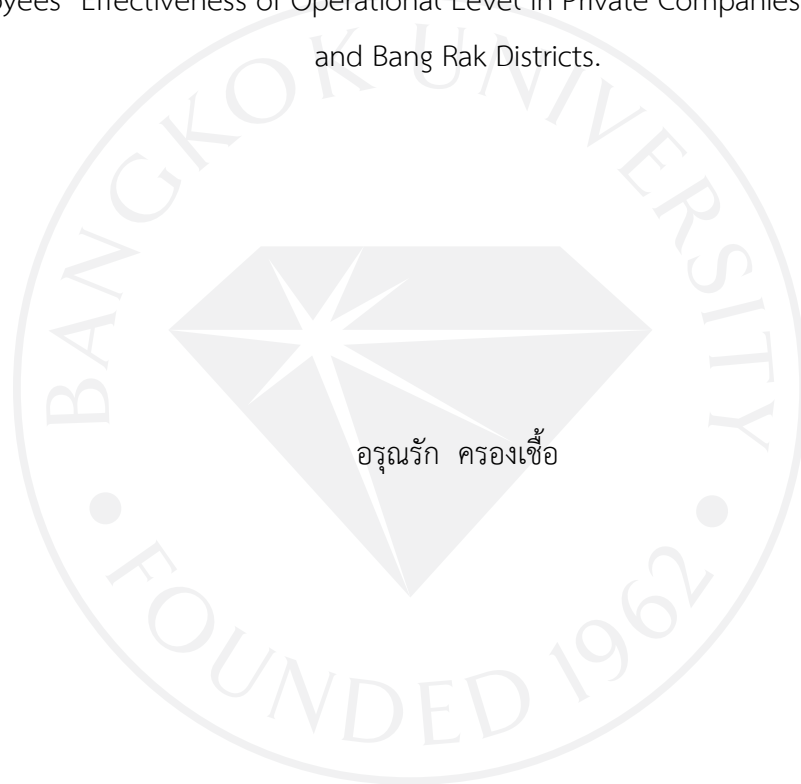 oyees' Effectiveness of Operational Level in Private Companies
and Bang Rak Districts.
BANGKOK UNIVERSITY
อรุณรัก ครองเชื้อ
• FOUNDED 1962 •